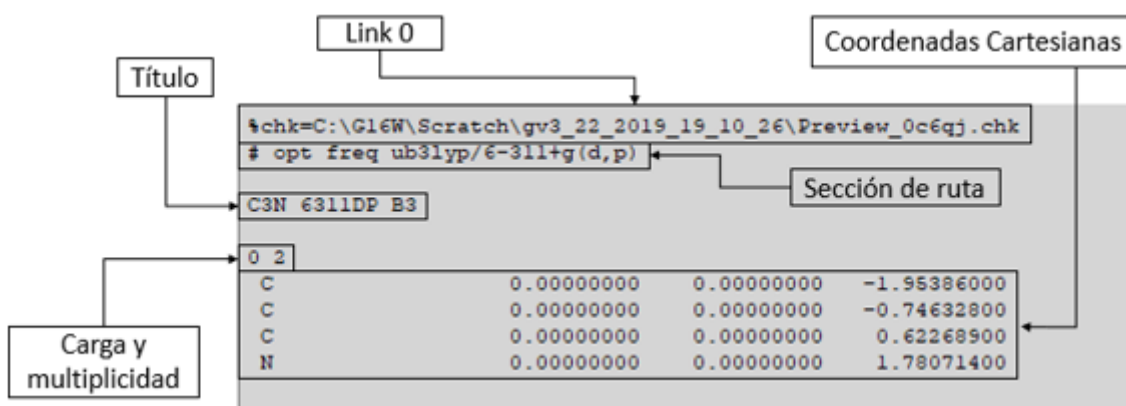 Link 0
Coordenadas Cartesianas
Título
%chk=C:\G16W\Scratch\gv3_22_2019_19_10_26\Preview_0c6qj.chk
# opt freq ub3lyp/6-311+g(d,p)
Sección de ruta
C3N 6311DP B3
0 2
C 0.00000000 0.00000000 -1.95386000
C 0.00000000 0.00000000 -0.74632800
C 0.00000000 0.00000000 0.62268900
N 0.00000000 0.00000000 1.78071400
Carga y
multiplicidad